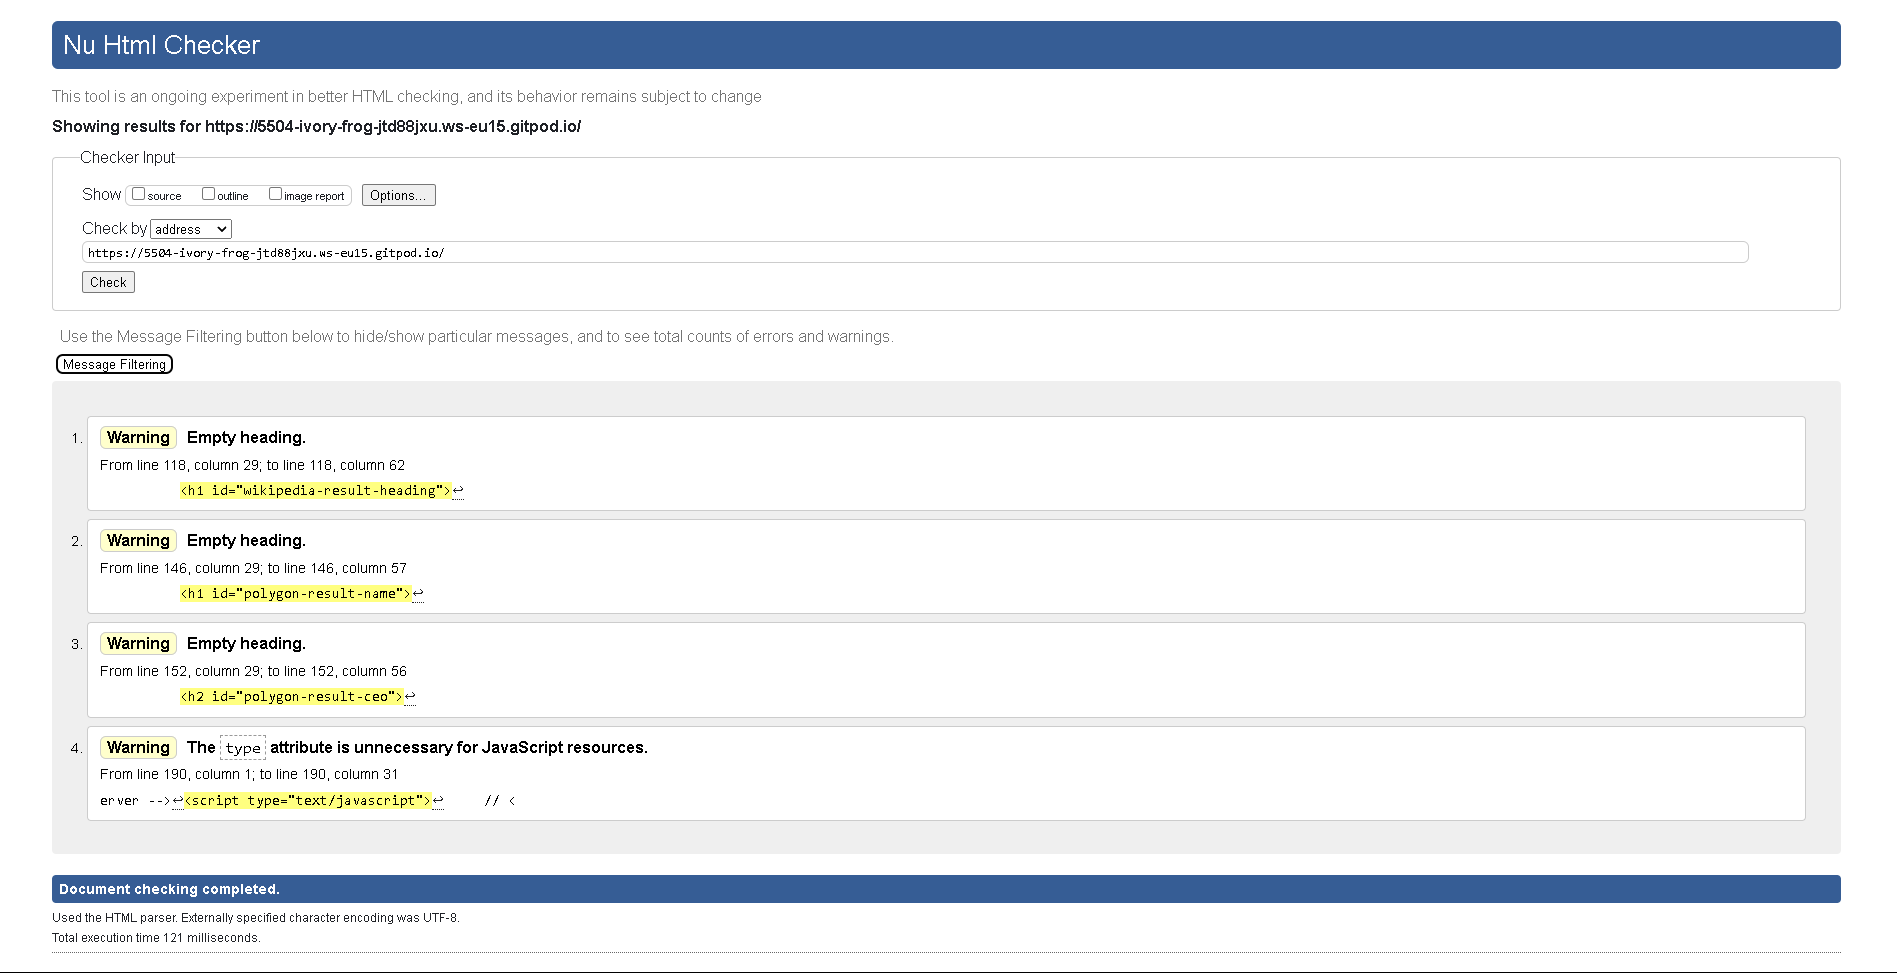 Nu Html Checker
This tool is an ongoing experiment in better HTML checking, and its behavior remains subject to change
Showing results for https://5504-ivory-frog-jtd88jxu.ws-eu15.gitpod.io/
Checker Input
Show source outline image report Options...
Check by address
https://5504-ivory-frog-jtd88jxu.ws-eu15.gitpod.io/
Check
Use the Message Filtering button below to hide/show particular messages, and to see total counts of errors and warnings.
Message Filtering
1. Warning Empty heading.
From line 118, column 29; to line 118, column 62
<h1 id="wikipedia-result-heading">↩
2. Warning Empty heading.
From line 146, column 29; to line 146, column 57
<h1 id="polygon-result-name">↩
3. Warning Empty heading.
From line 152, column 29; to line 152, column 56
<h2 id="polygon-result-ceo">↩
4. Warning The type attribute is unnecessary for JavaScript resources.
From line 190, column 1; to line 190, column 31
erver -->↩<script type="text/javascript">↩ // <
Document checking completed.
Used the HTML parser. Externally specified character encoding was UTF-8.
Total execution time 121 milliseconds.